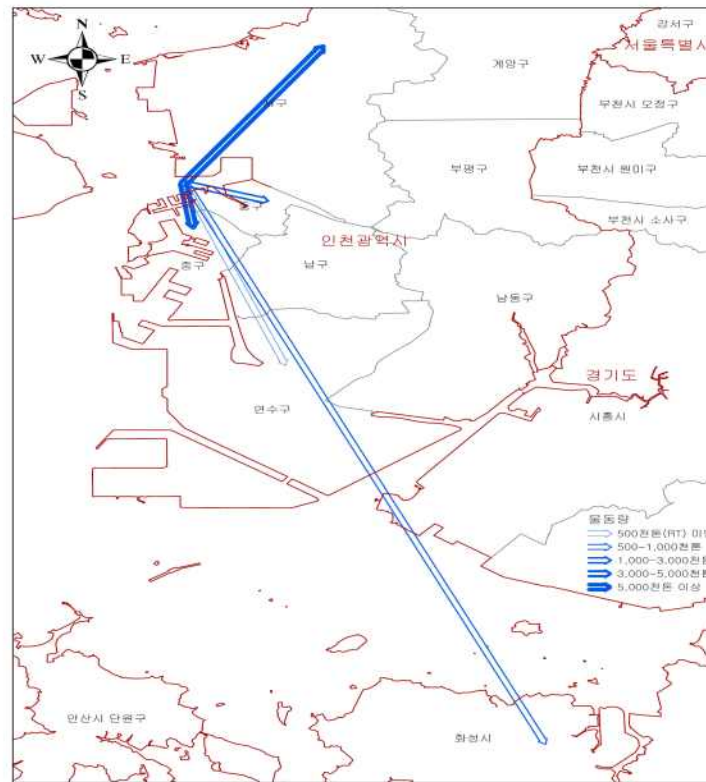 N
W E
S
강서구
서울특별시
계양구
부천시 오정구
서구
부평구
부천시 원미구
부천시 소사구
동구
인천광역시
중구
남구
남동구
경기도
연수구
시흥시
물동량
500천톤(RT) 미만
500-1,000천톤
1,000-3,000천톤
3,000-5,000천톤
5,000천톤 이상
안산시 단원구
화성시